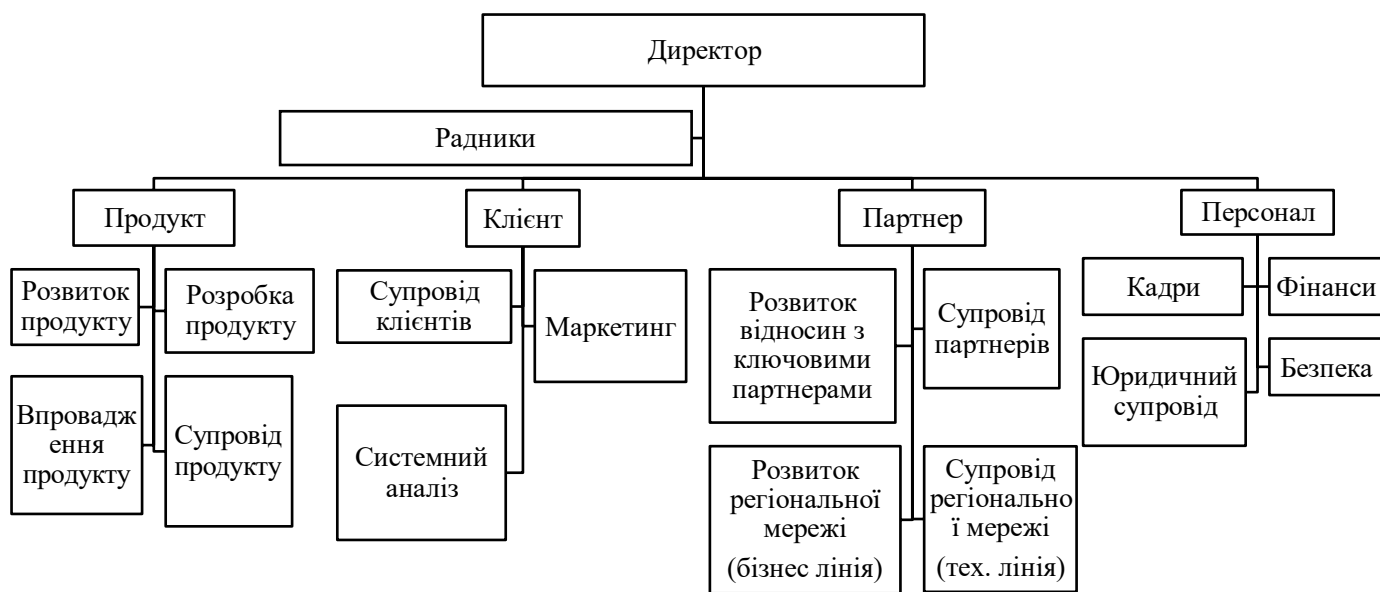 Директор
Радники
Продукт
Клієнт
Партнер
Персонал
Розвиток
продукту
Розробка
продукту
Впровадж
ення
продукту
Супровід
продукту
Супровід
клієнтів
Маркетинг
Системний
аналіз
Розвиток
відносин з
ключовими
партнерами
Супровід
партнерів
Розвиток
регіональної
мережі
(бізнес лінія)
Супровід
регіонально
ї мережі
(тех. лінія)
Кадри
Фінанси
Юридичний
супровід
Безпека